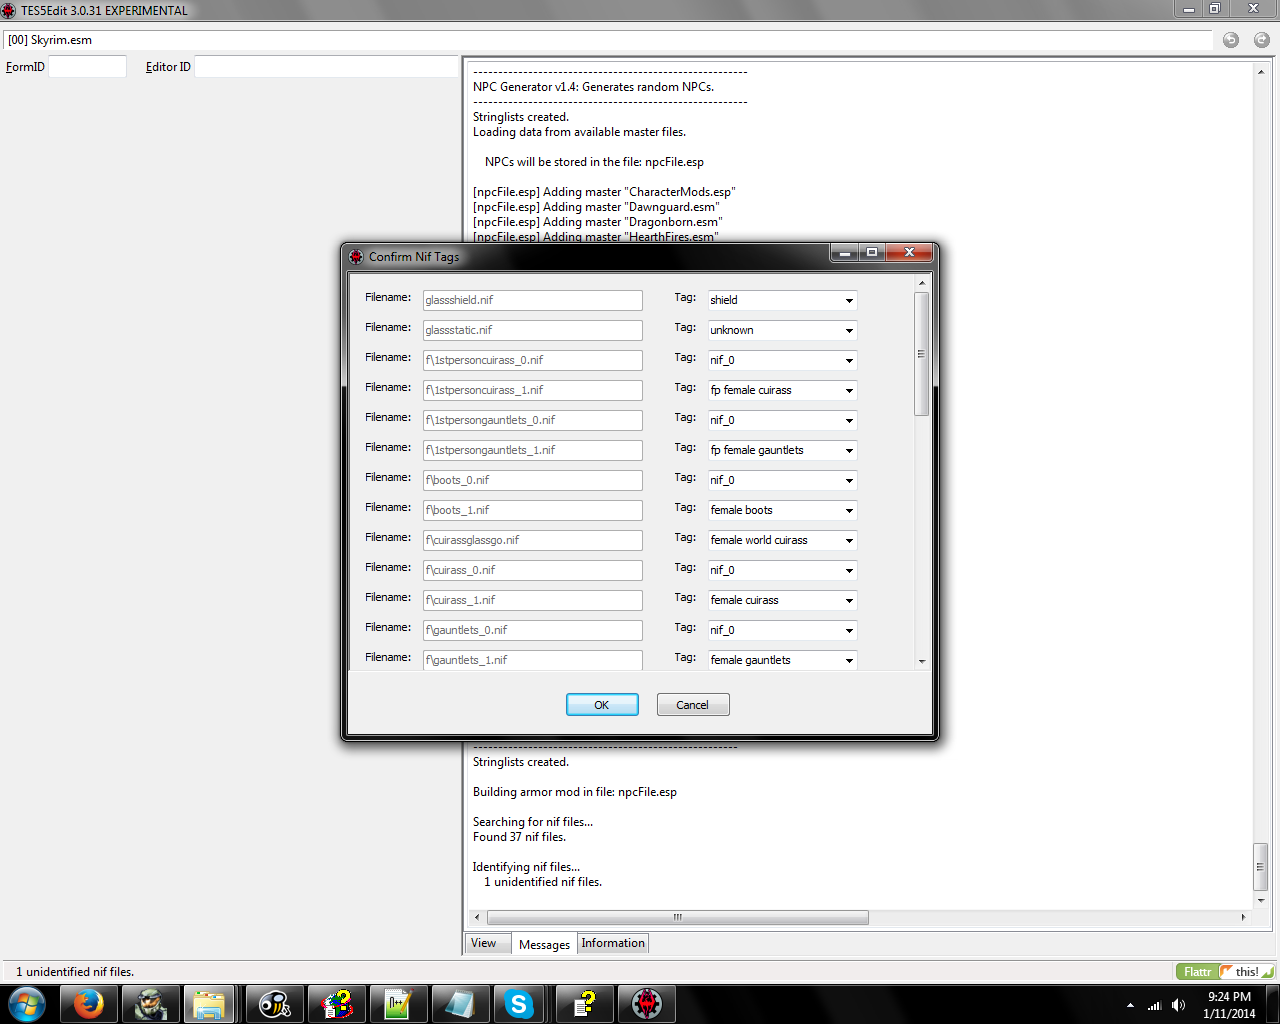 TES5Edit 3.0.31 EXPERIMENTAL
[00] Skyrim.esm
FormID
Editor ID
---------------------------------------------------------
NPC Generator v1.4: Generates random NPCs.
---------------------------------------------------------
Stringlists created.
Loading data from available master files.
NPCs will be stored in the file: npcFile.esp
[npcFile.esp] Adding master "CharacterMods.esp"
[npcFile.esp] Adding master "Dawnguard.esm"
[npcFile.esp] Adding master "Dragonborn.esm"
[npcFile.esp] Adding master "HearthFires.esm"
Confirm Nif Tags
Filename: glassshield.nif Tag: shield
Filename: glassstatic.nif Tag: unknown
Filename: f\1stpersoncuirass_0.nif Tag: nif_0
Filename: f\1stpersoncuirass_1.nif Tag: fp female cuirass
Filename: f\1stpersongauntlets_0.nif Tag: nif_0
Filename: f\1stpersongauntlets_1.nif Tag: fp female gauntlets
Filename: f\boots_0.nif Tag: nif_0
Filename: f\boots_1.nif Tag: female boots
Filename: f\cuirassglassgo.nif Tag: female world cuirass
Filename: f\cuirass_0.nif Tag: nif_0
Filename: f\cuirass_1.nif Tag: female cuirass
Filename: f\gauntlets_0.nif Tag: nif_0
Filename: f\gauntlets_1.nif Tag: female gauntlets
OK Cancel
---------------------------------------------------------
Stringlists created.
Building armor mod in file: npcFile.esp
Searching for nif files...
Found 37 nif files.
Identifying nif files...
1 unidentified nif files.
View Messages Information
1 unidentified nif files.
Flattr this!
N++
9:24 PM
1/11/2014